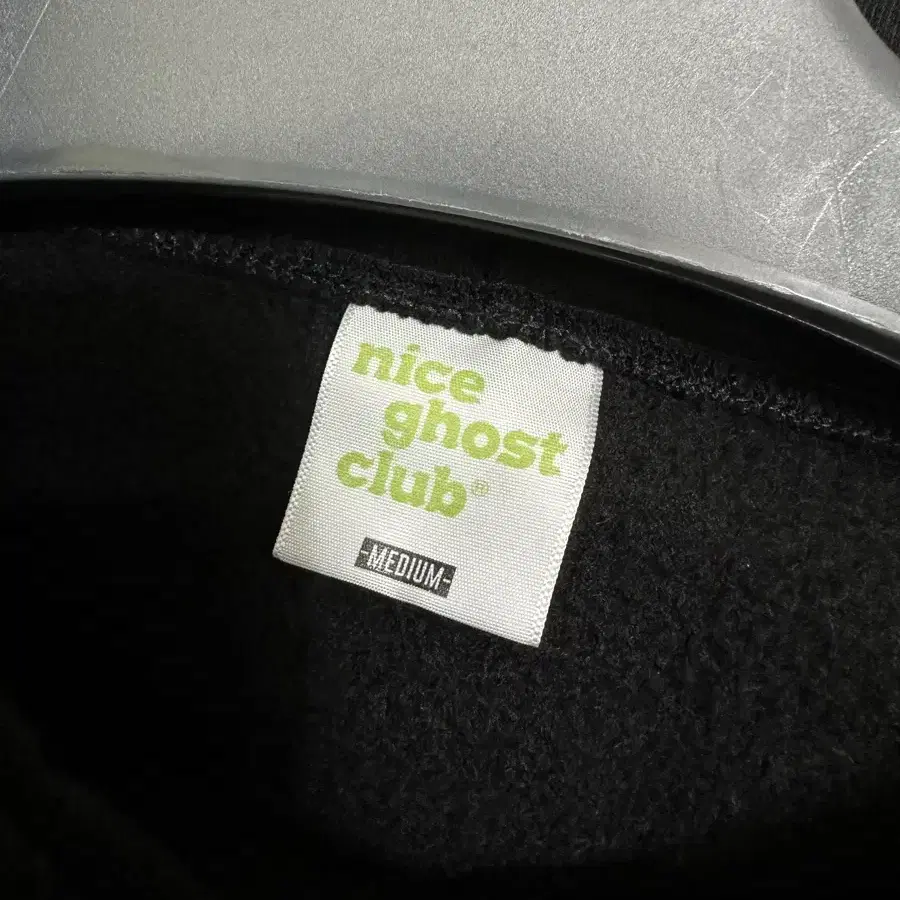 nice
ghost
club®
-MEDIUM-